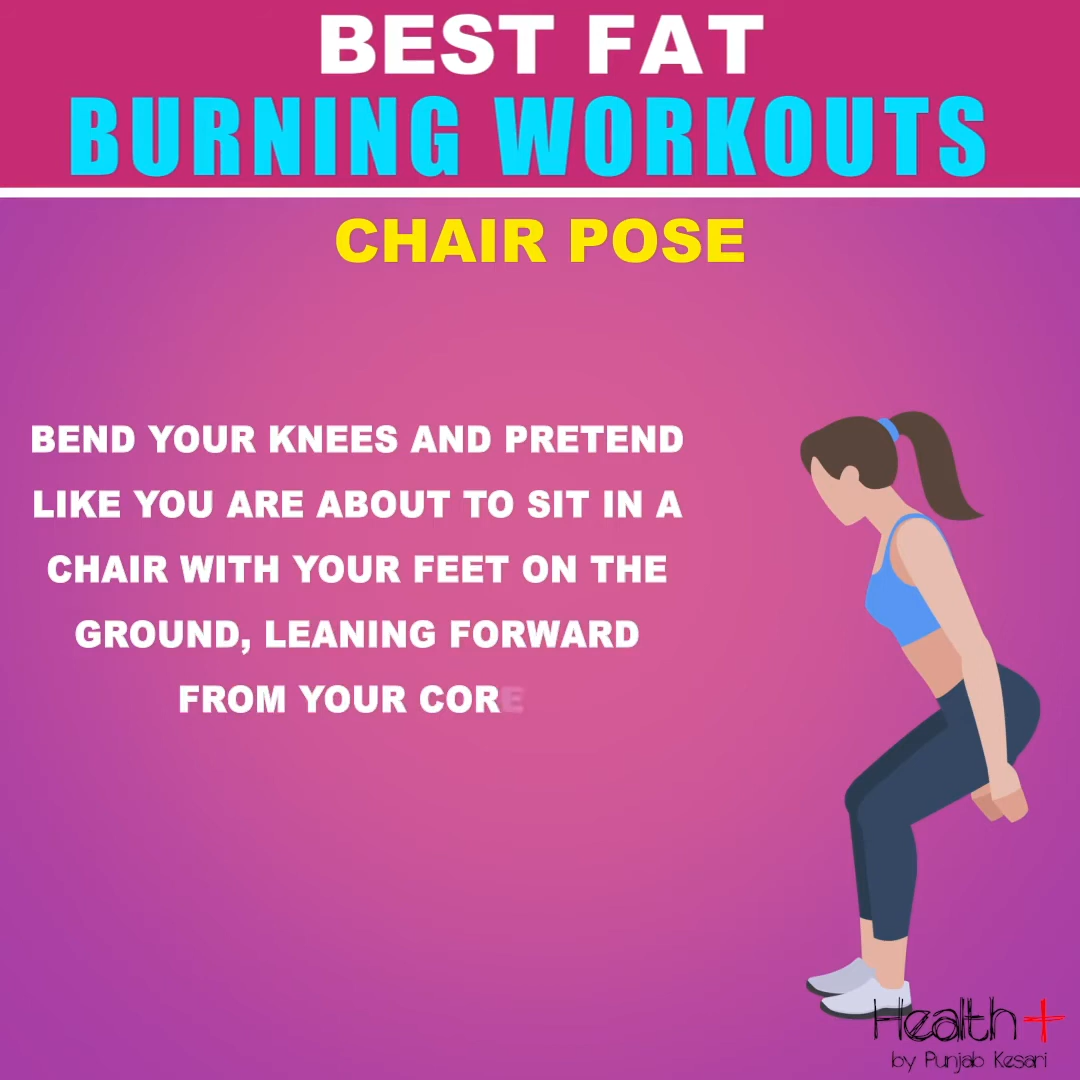 BEST FAT
BURNING WORKOUTS
CHAIR POSE
BEND YOUR KNEES AND PRETEND
LIKE YOU ARE ABOUT TO SIT IN A
CHAIR WITH YOUR FEET ON THE
GROUND, LEANING FORWARD
FROM YOUR CORE
Health+
by Punjab Kesari